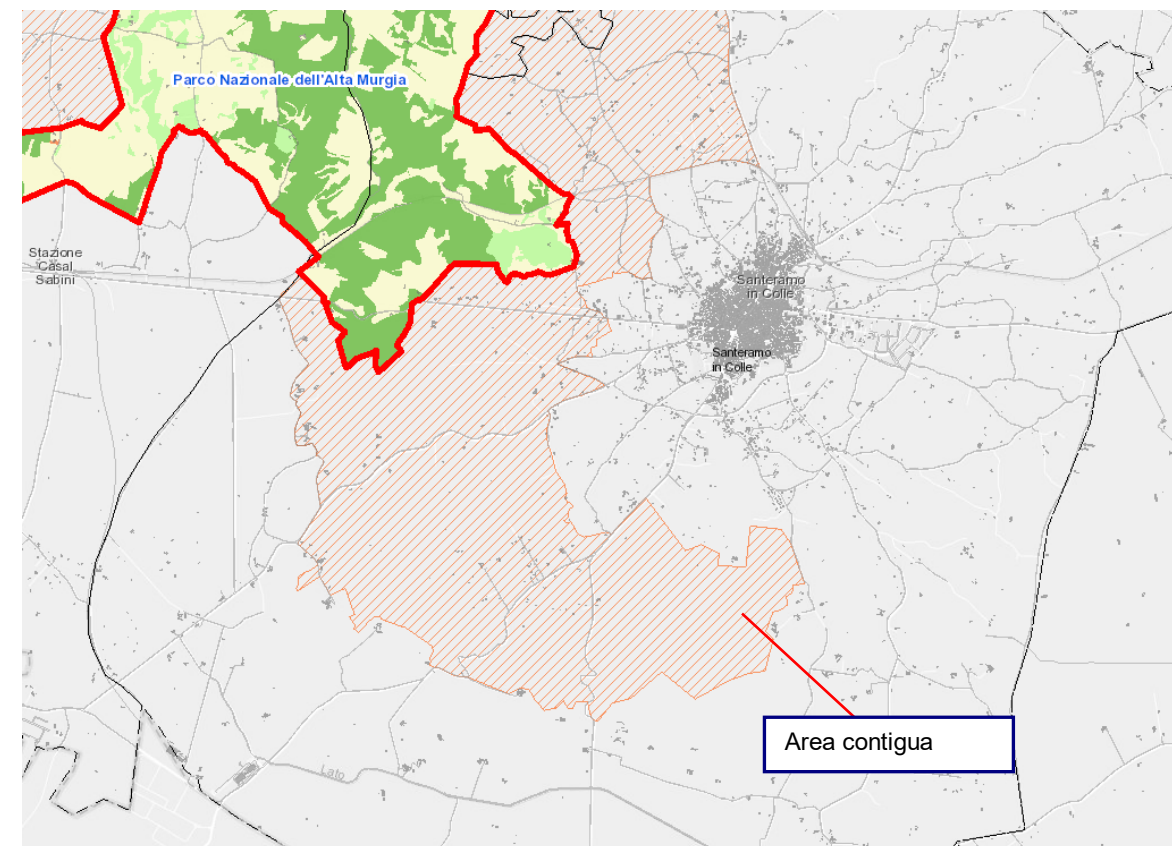 Parco Nazionale dell'Alta Murgia
Stazione
Casal
Sabini
Santeramo
in Colle
Santeramo
in Colle
Area contigua
Lato